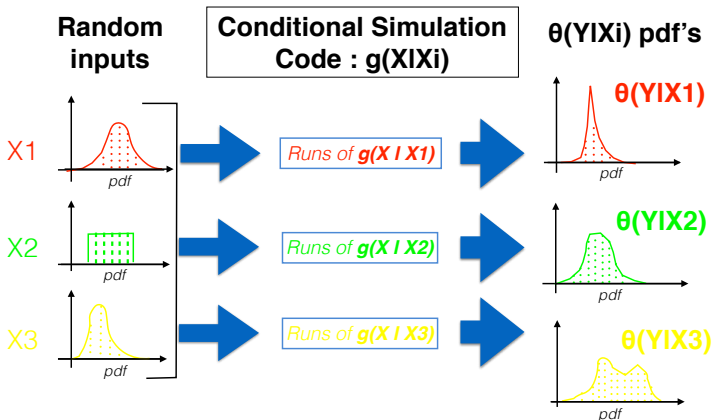 Random
inputs
Conditional Simulation
Code : g(X|Xi)
θ(Y|Xi) pdf's
X1
pdf
Runs of g(X | X1)
θ(Y|X1)
pdf
X2
pdf
Runs of g(X | X2)
θ(Y|X2)
pdf
X3
pdf
Runs of g(X | X3)
θ(Y|X3)
pdf